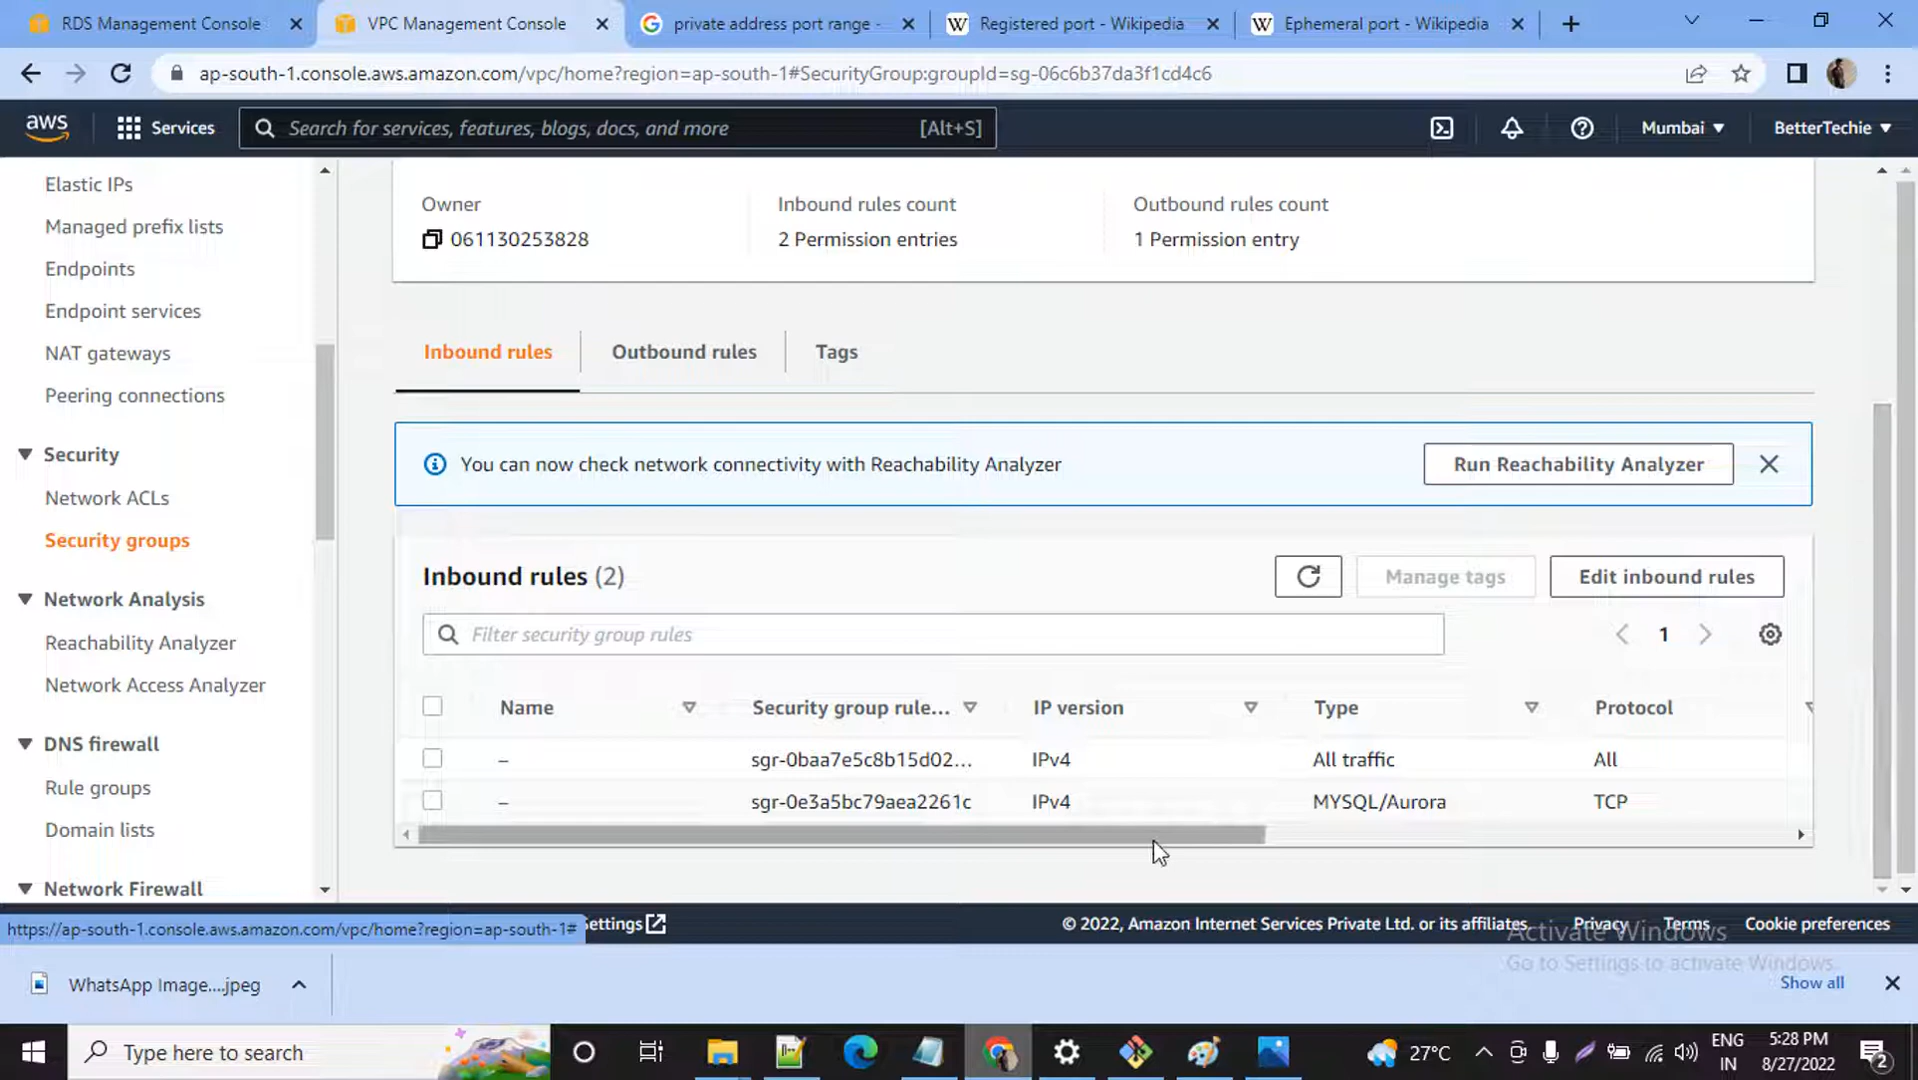 RDS Management Console
VPC Management Console
private address port range -
Registered port - Wikipedia
Ephemeral port - Wikipedia
ap-south-1.console.aws.amazon.com/vpc/home?region=ap-south-1#SecurityGroup:groupId=sg-06c6b37da3f1cd4c6
aws
Services
Search for services, features, blogs, docs, and more
[Alt+S]
Mumbai
BetterTechie
Elastic IPs
Managed prefix lists
Endpoints
Endpoint services
NAT gateways
Peering connections
Security
Network ACLs
Security groups
Network Analysis
Reachability Analyzer
Network Access Analyzer
DNS firewall
Rule groups
Domain lists
Network Firewall
Owner
Inbound rules count
Outbound rules count
061130253828
2 Permission entries
1 Permission entry
Inbound rules
Outbound rules
Tags
You can now check network connectivity with Reachability Analyzer
Run Reachability Analyzer
Inbound rules (2)
Manage tags
Edit inbound rules
Filter security group rules
1
Name
Security group rule...
IP version
Type
Protocol
–
sgr-0baa7e5c8b15d02...
IPv4
All traffic
All
–
sgr-0e3a5bc79aea2261c
IPv4
MYSQL/Aurora
TCP
https://ap-south-1.console.aws.amazon.com/vpc/home?region=ap-south-1#
Settings
© 2022, Amazon Internet Services Private Ltd. or its affiliates.
Privacy
Terms
Cookie preferences
Activate Windows
Go to Settings to activate Windows.
WhatsApp Image....jpeg
Show all
Type here to search
27°C
ENG
IN
5:28 PM
8/27/2022
2